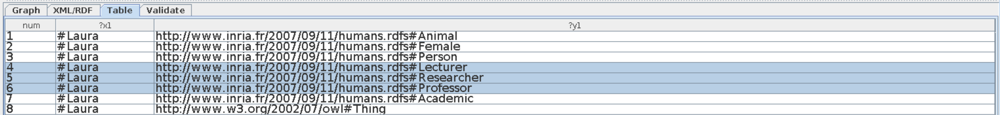 Graph XML/RDF Table Validate
num ?x1 ?y1
1 #Laura http://www.inria.fr/2007/09/11/humans.rdfs#Animal
2 #Laura http://www.inria.fr/2007/09/11/humans.rdfs#Female
3 #Laura http://www.inria.fr/2007/09/11/humans.rdfs#Person
4 #Laura http://www.inria.fr/2007/09/11/humans.rdfs#Lecturer
5 #Laura http://www.inria.fr/2007/09/11/humans.rdfs#Researcher
6 #Laura http://www.inria.fr/2007/09/11/humans.rdfs#Professor
7 #Laura http://www.inria.fr/2007/09/11/humans.rdfs#Academic
8 #Laura http://www.w3.org/2002/07/owl#Thing